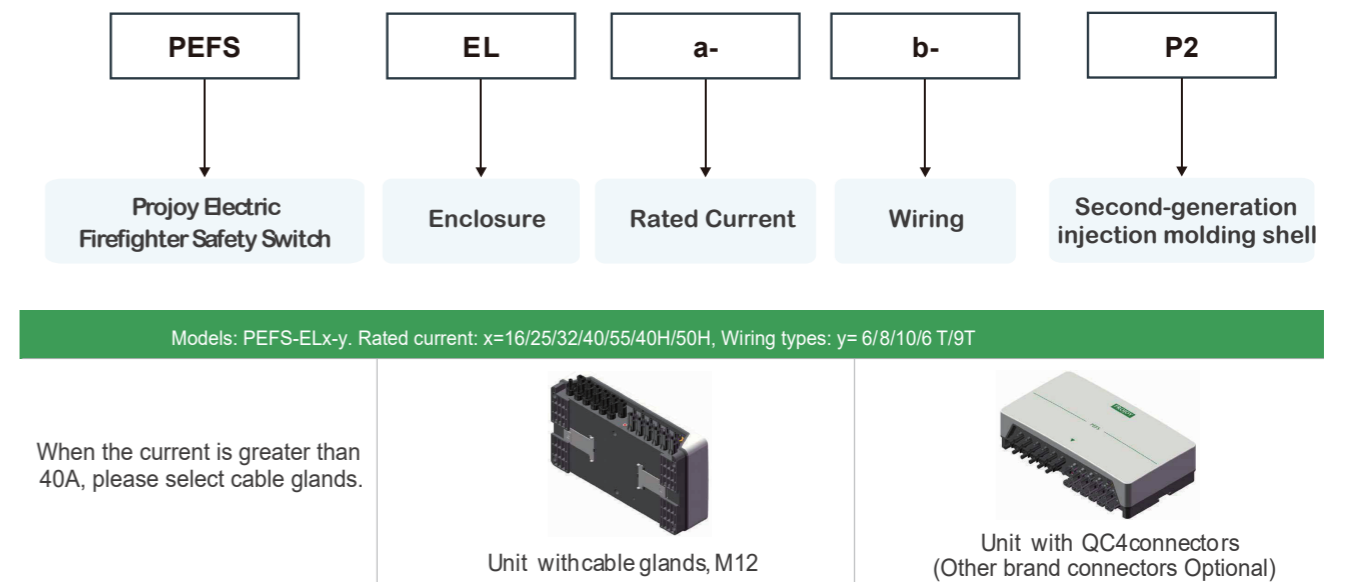 PEFS
EL
a-
b-
P2
Projoy Electric
Firefighter Safety Switch
Enclosure
Rated Current
Wiring
Second-generation
injection molding shell
Models: PEFS-ELx-y. Rated current: x=16/25/32/40/55/40H/50H, Wiring types: y= 6/8/10/6 T/9T
When the current is greater than
40A, please select cable glands.
Unit withcable glands, M12
Unit with QC4connectors
(Other brand connectors Optional)